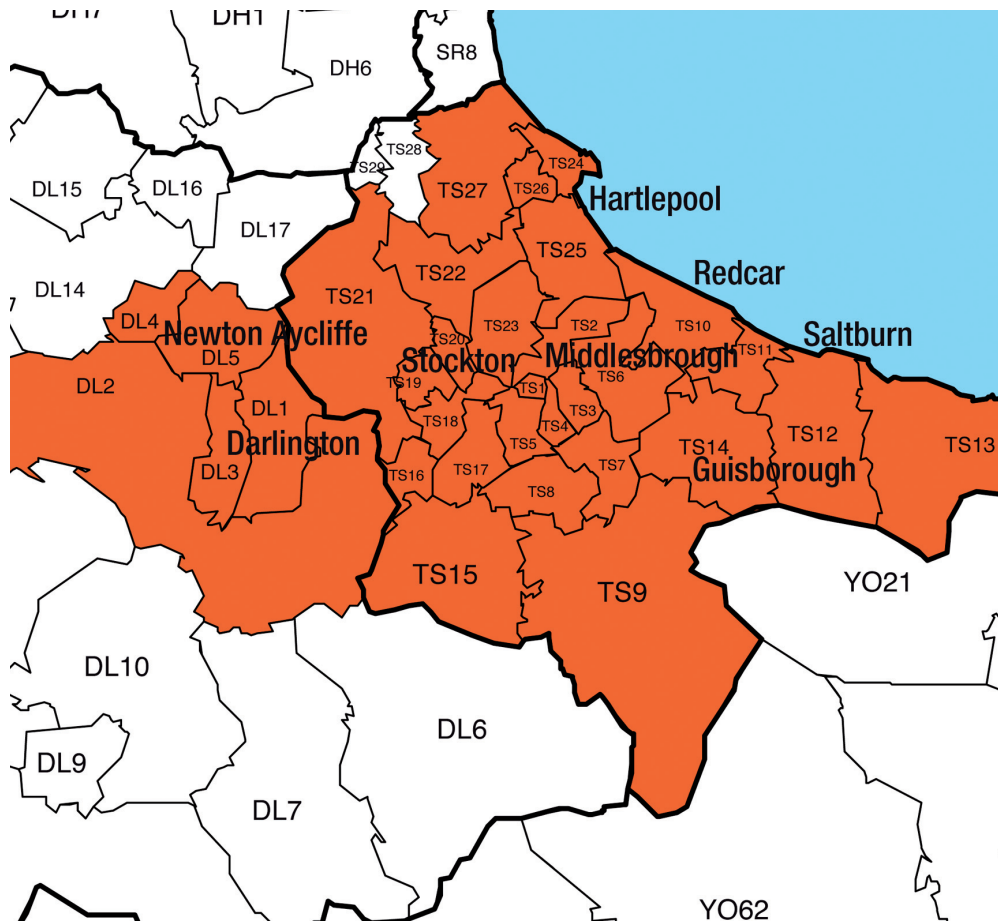 DH7
DH1
SR8
DH6
TS28
TS29
TS24
DL15
DL16
TS27
TS26
Hartlepool
DL17
TS25
DL14
TS22
Redcar
TS21
DL4
Newton Aycliffe
TS23
TS2
TS10
Saltburn
TS20
DL5
Stockton
Middlesbrough
TS11
DL2
TS19
TS6
TS1
DL1
TS3
TS18
TS4
TS12
Darlington
TS5
TS14
TS13
DL3
TS16
TS17
TS7
Guisborough
TS8
TS15
TS9
YO21
DL10
DL6
DL9
DL7
YO62